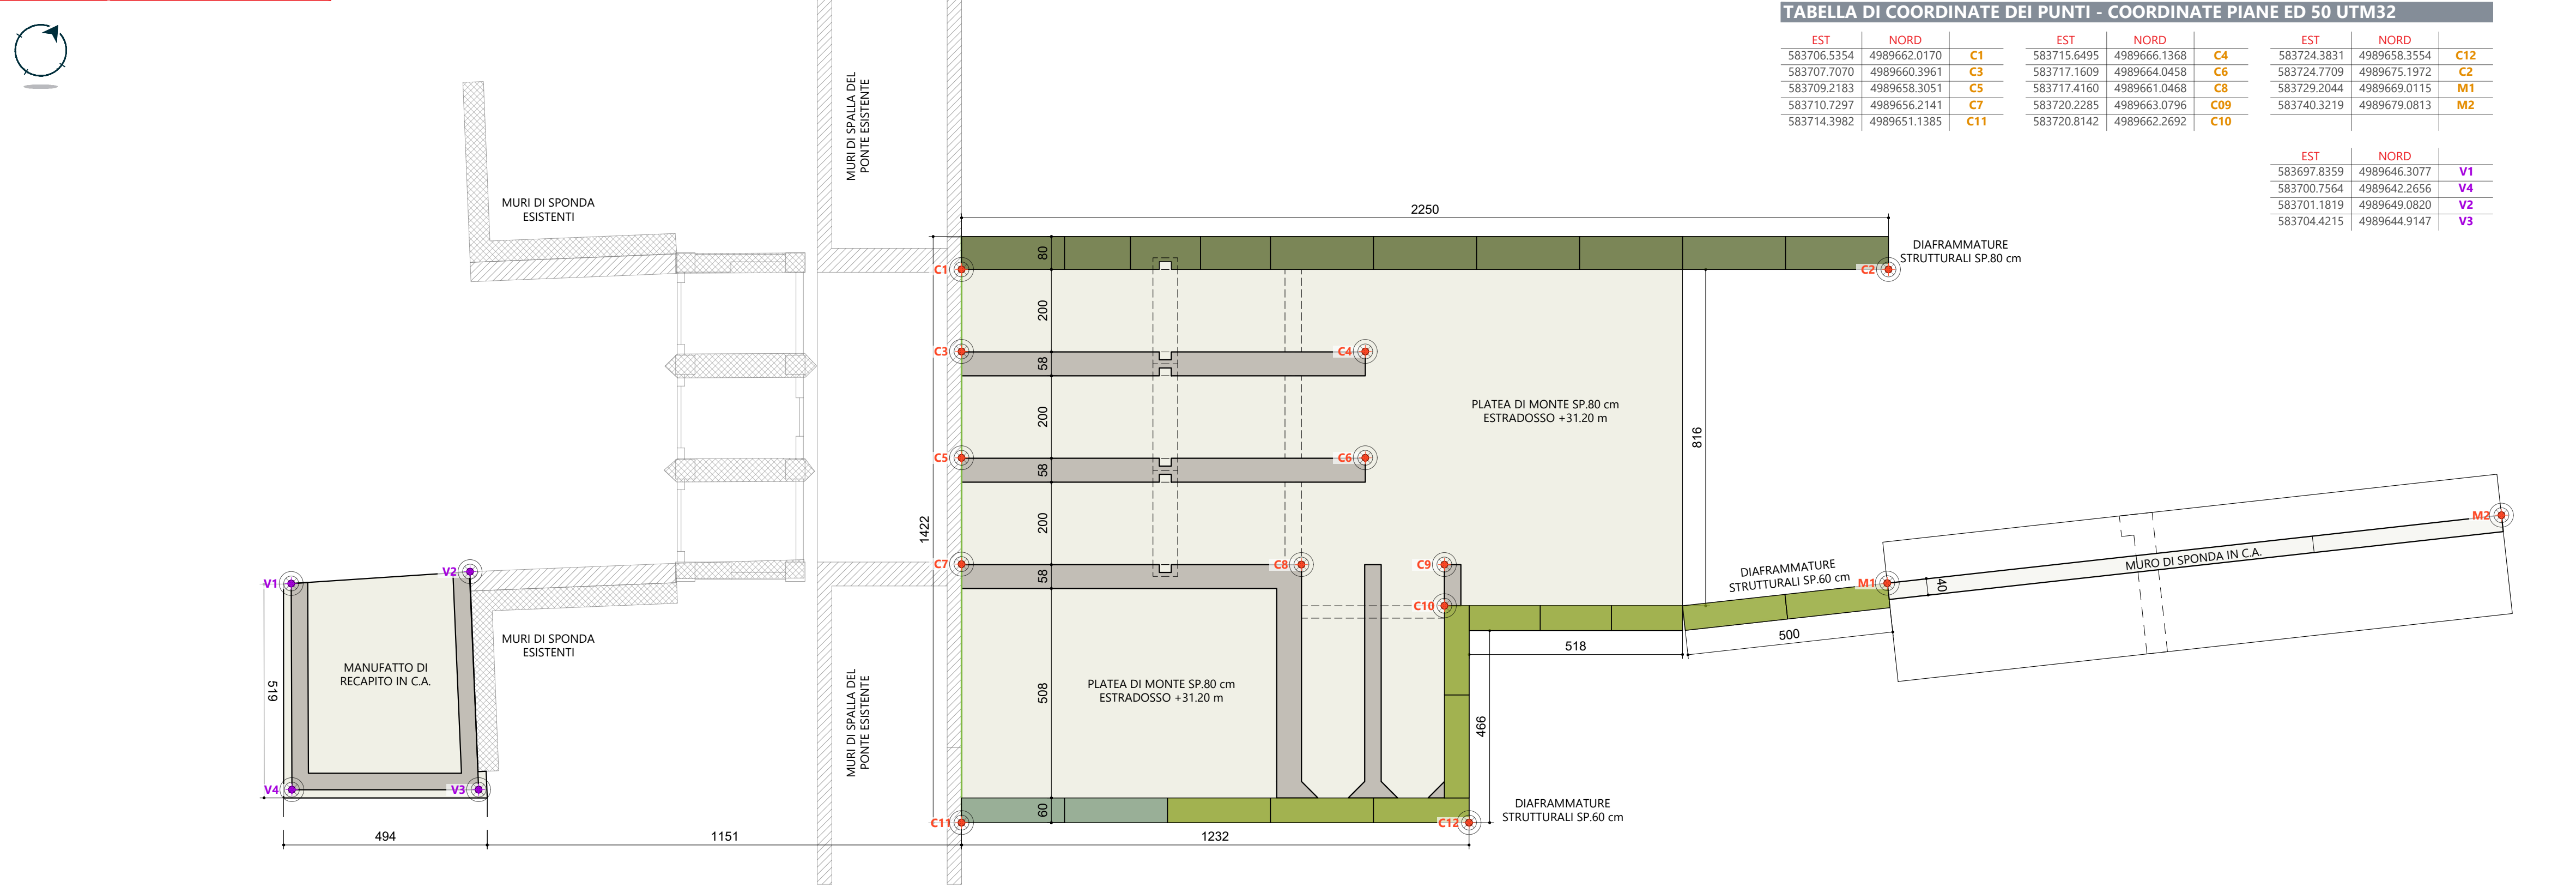 TABELLA DI COORDINATE DEI PUNTI - COORDINATE PIANE ED 50 UTM32
EST NORD
583706.5354 4989662.0170 C1
583707.7070 4989660.3961 C3
583709.2183 4989658.3051 C5
583710.7297 4989656.2141 C7
583714.3982 4989651.1385 C11
EST NORD
583715.6495 4989666.1368 C4
583717.1609 4989664.0458 C6
583717.4160 4989661.0468 C8
583720.2285 4989663.0796 C09
583720.8142 4989662.2692 C10
EST NORD
583724.3831 4989658.3554 C12
583724.7709 4989675.1972 C2
583729.2044 4989669.0115 M1
583740.3219 4989679.0813 M2
EST NORD
583697.8359 4989646.3077 V1
583700.7564 4989642.2656 V4
583701.1819 4989649.0820 V2
583704.4215 4989644.9147 V3
MURI DI SPALLA DEL
PONTE ESISTENTE
MURI DI SPONDA
ESISTENTI
2250
DIAFRAMMATURE
STRUTTURALI SP.80 cm
80
C1
C2
200
C3
C4
58
PLATEA DI MONTE SP.80 cm
ESTRADOSSO +31.20 m
200
816
C5
C6
58
1422
200
M2
MURO DI SPONDA IN C.A.
DIAFRAMMATURE
STRUTTURALI SP.60 cm
M1
40
C7
C8
C9
58
C10
V1
V2
MURI DI SPONDA
ESISTENTI
518
500
MANUFATTO DI
RECAPITO IN C.A.
519
PLATEA DI MONTE SP.80 cm
ESTRADOSSO +31.20 m
508
466
MURI DI SPALLA DEL
PONTE ESISTENTE
V4
V3
60
DIAFRAMMATURE
STRUTTURALI SP.60 cm
C11
C12
494
1151
1232